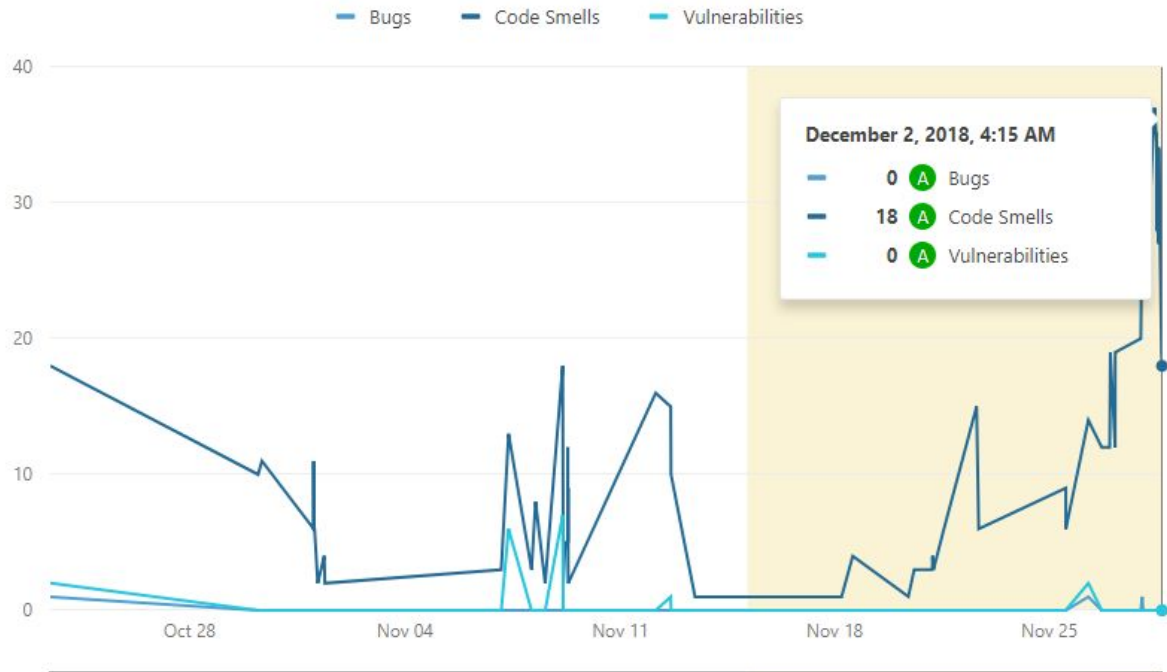 Bugs Code Smells Vulnerabilities
40
December 2, 2018, 4:15 AM
0 A Bugs
30
18 A Code Smells
0 A Vulnerabilities
20
10
0
Oct 28 Nov 04 Nov 11 Nov 18 Nov 25